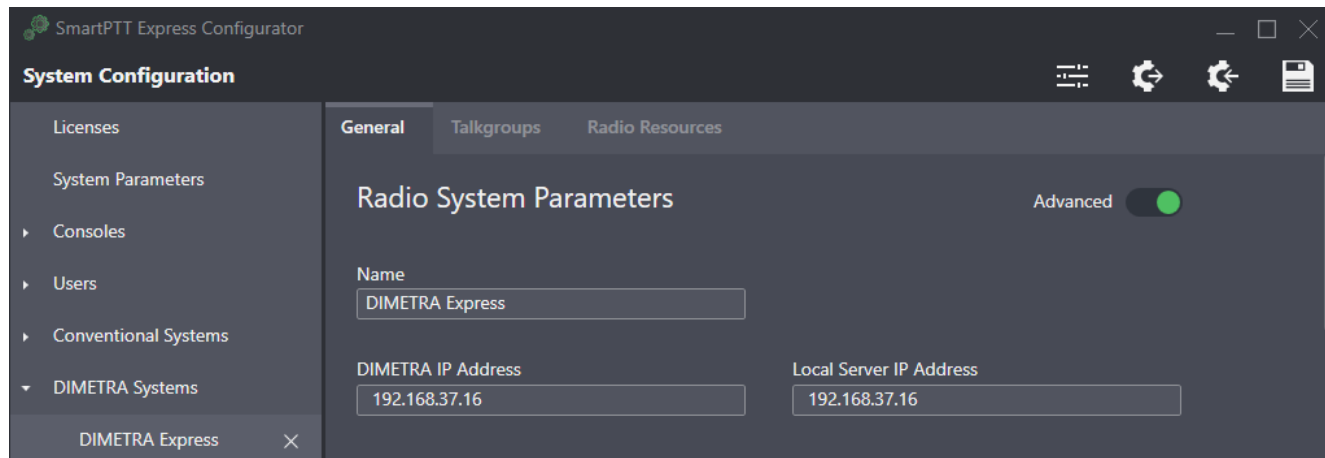 SmartPTT Express Configurator
System Configuration
Licenses
System Parameters
Consoles
Users
Conventional Systems
DIMETRA Systems
DIMETRA Express
General Talkgroups Radio Resources
Radio System Parameters
Advanced
Name
DIMETRA Express
DIMETRA IP Address
192.168.37.16
Local Server IP Address
192.168.37.16